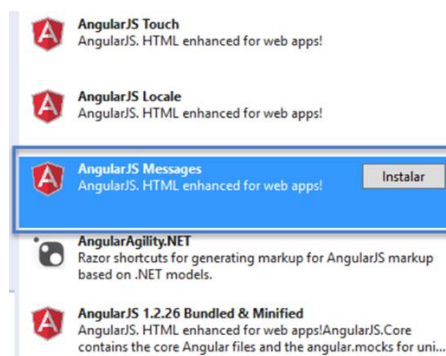 AngularJS Touch
AngularJS. HTML enhanced for web apps!
AngularJS Locale
AngularJS. HTML enhanced for web apps!
AngularJS Messages
AngularJS. HTML enhanced for web apps!
Instalar
AngularAgility.NET
Razor shortcuts for generating markup for AngularJS markup
based on .NET models.
AngularJS 1.2.26 Bundled & Minified
AngularJS. HTML enhanced for web apps!AngularJS.Core
contains the core Angular files and the angular.mocks for uni...